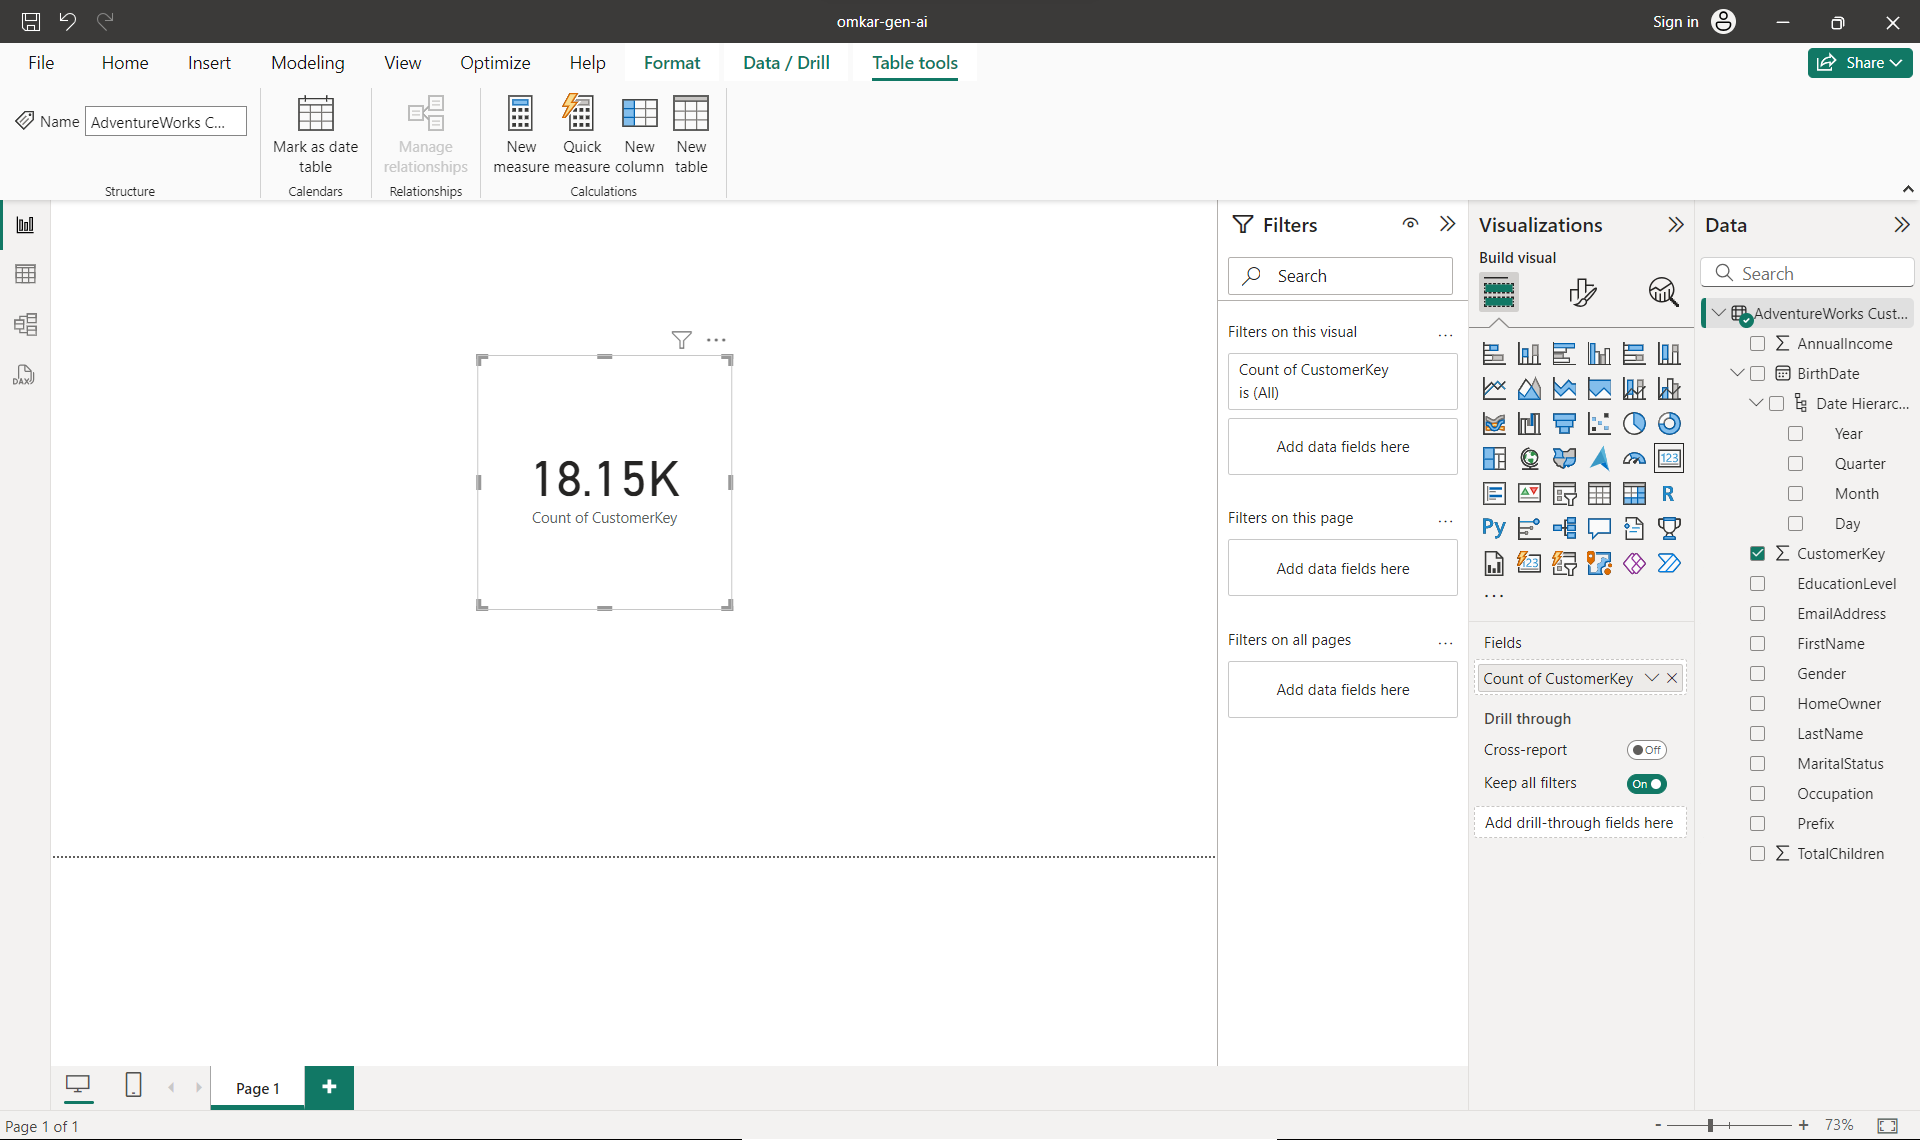 omkar-gen-ai
Sign in
File
Home
Insert
Modeling
View
Optimize
Help
Format
Data / Drill
Table tools
Share
Name
AdventureWorks C...
Mark as date
table
Manage
relationships
New
measure
Quick
measure
New
column
New
table
Structure
Calendars
Relationships
Calculations
DAX
18.15K
Count of CustomerKey
Filters
Search
Filters on this visual
Count of CustomerKey
is (All)
Add data fields here
Filters on this page
Add data fields here
Filters on all pages
Add data fields here
Visualizations
Build visual
123
R
Py
123
Fields
Count of CustomerKey
Drill through
Cross-report
Off
Keep all filters
On
Add drill-through fields here
Data
Search
AdventureWorks Cust...
AnnualIncome
BirthDate
Date Hierarc...
Year
Quarter
Month
Day
CustomerKey
EducationLevel
EmailAddress
FirstName
Gender
HomeOwner
LastName
MaritalStatus
Occupation
Prefix
TotalChildren
Page 1
Page 1 of 1
- + 73%